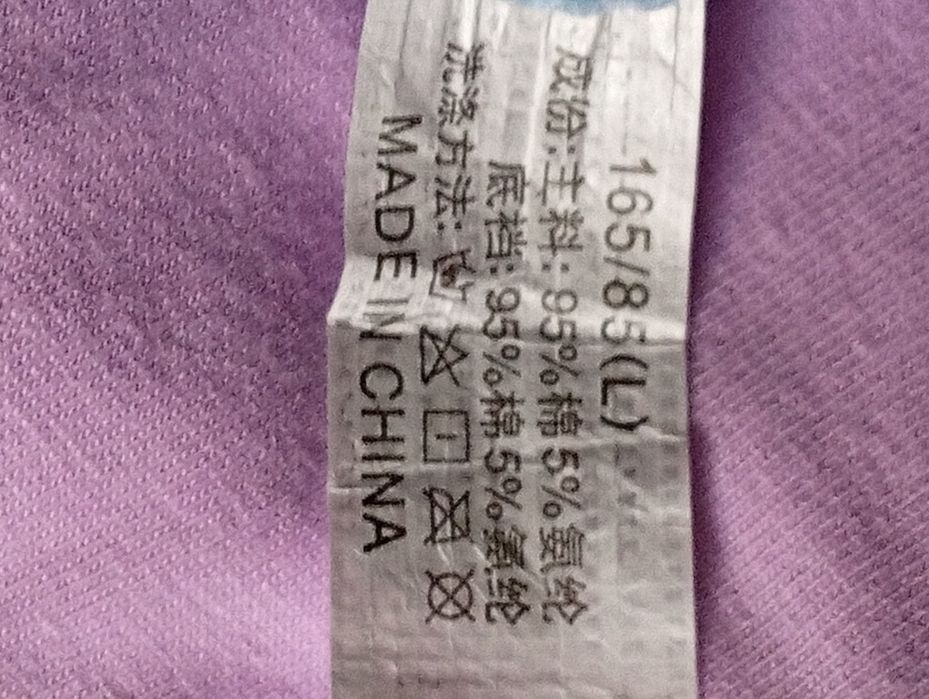 165/85(L)
成份:主料:95%棉 5%氨纶
底裆:95%棉 5%氨纶
洗涤方法:
MADE IN CHINA